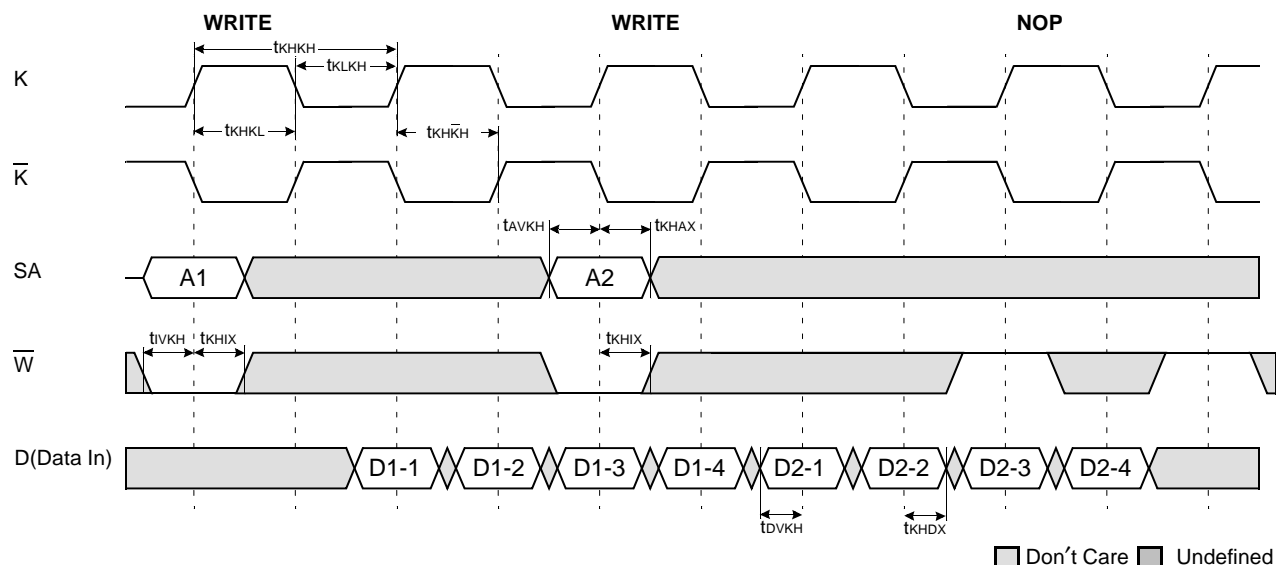 WRITE WRITE NOP
tKHKH
K tKLKH
tKHKL tKHK̅H
K̅
tAVKH tKHAX
SA A1 A2
tIVKH tKHIX tKHIX
W̅
D(Data In) D1-1 D1-2 D1-3 D1-4 D2-1 D2-2 D2-3 D2-4
tDVKH tKHDX
Don′t Care Undefined